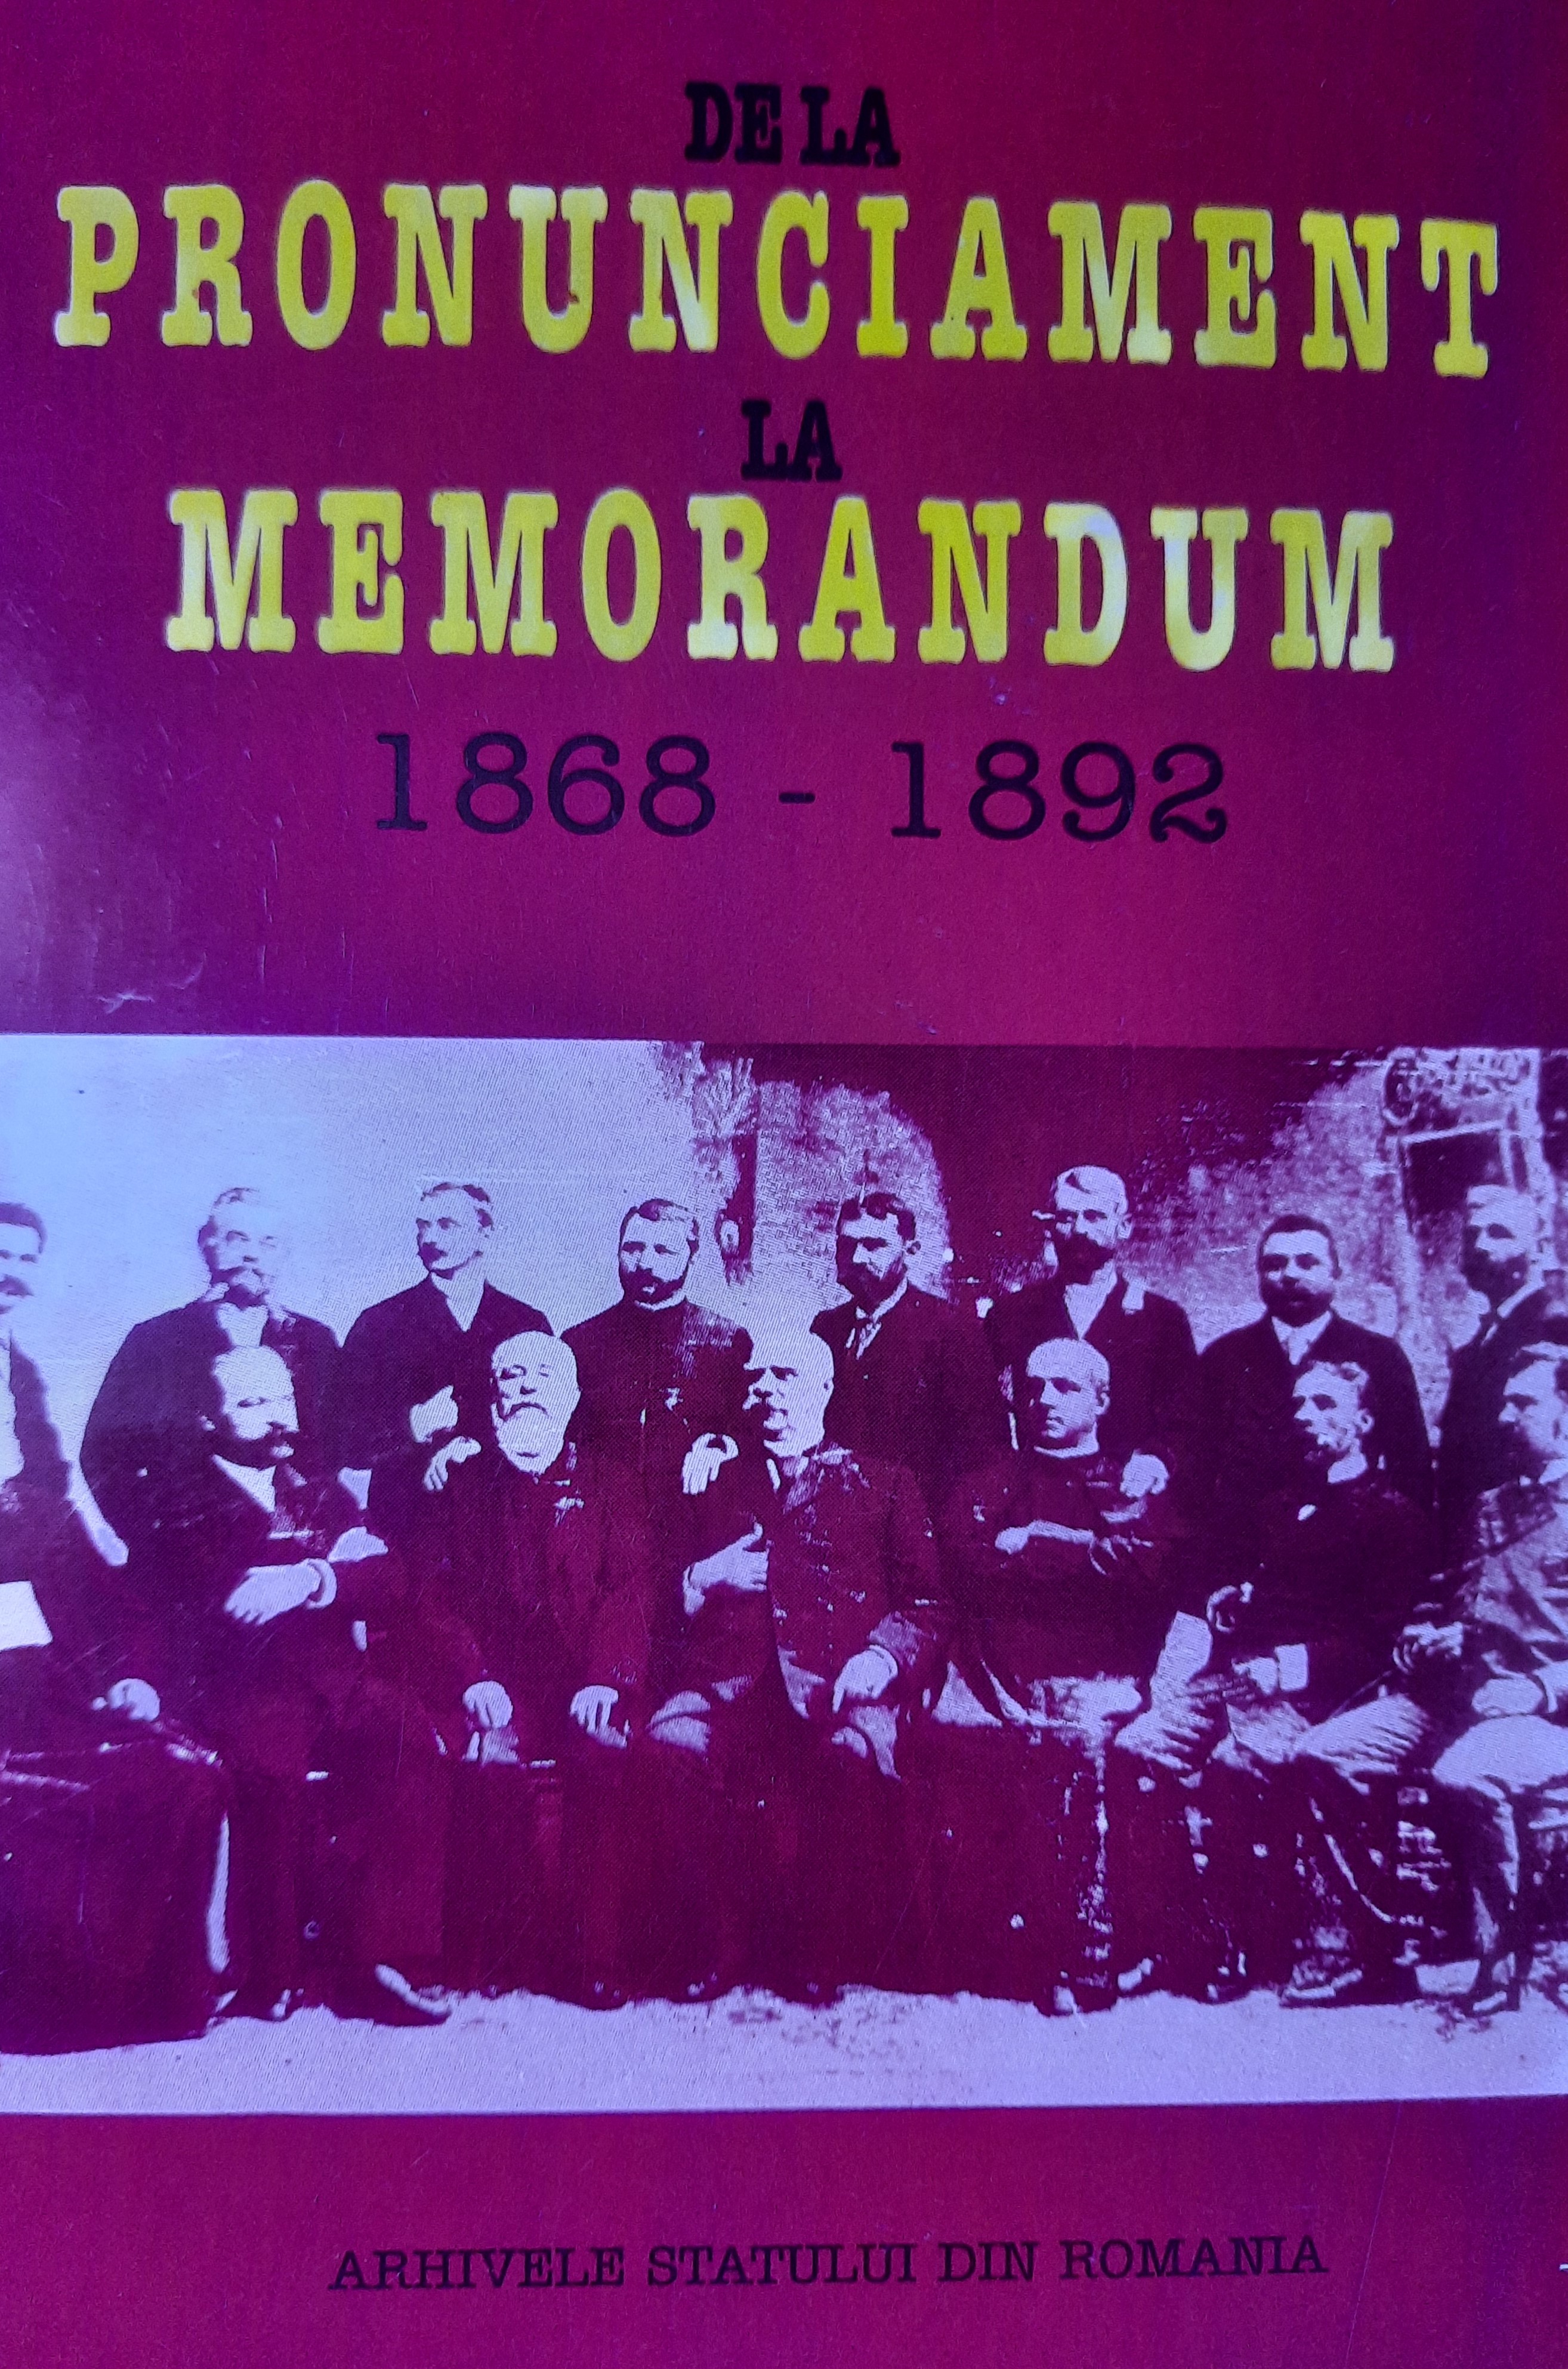 DE LA
PRONUNCIAMENT
LA
MEMORANDUM
1868 - 1892
ARHIVELE STATULUI DIN ROMANIA